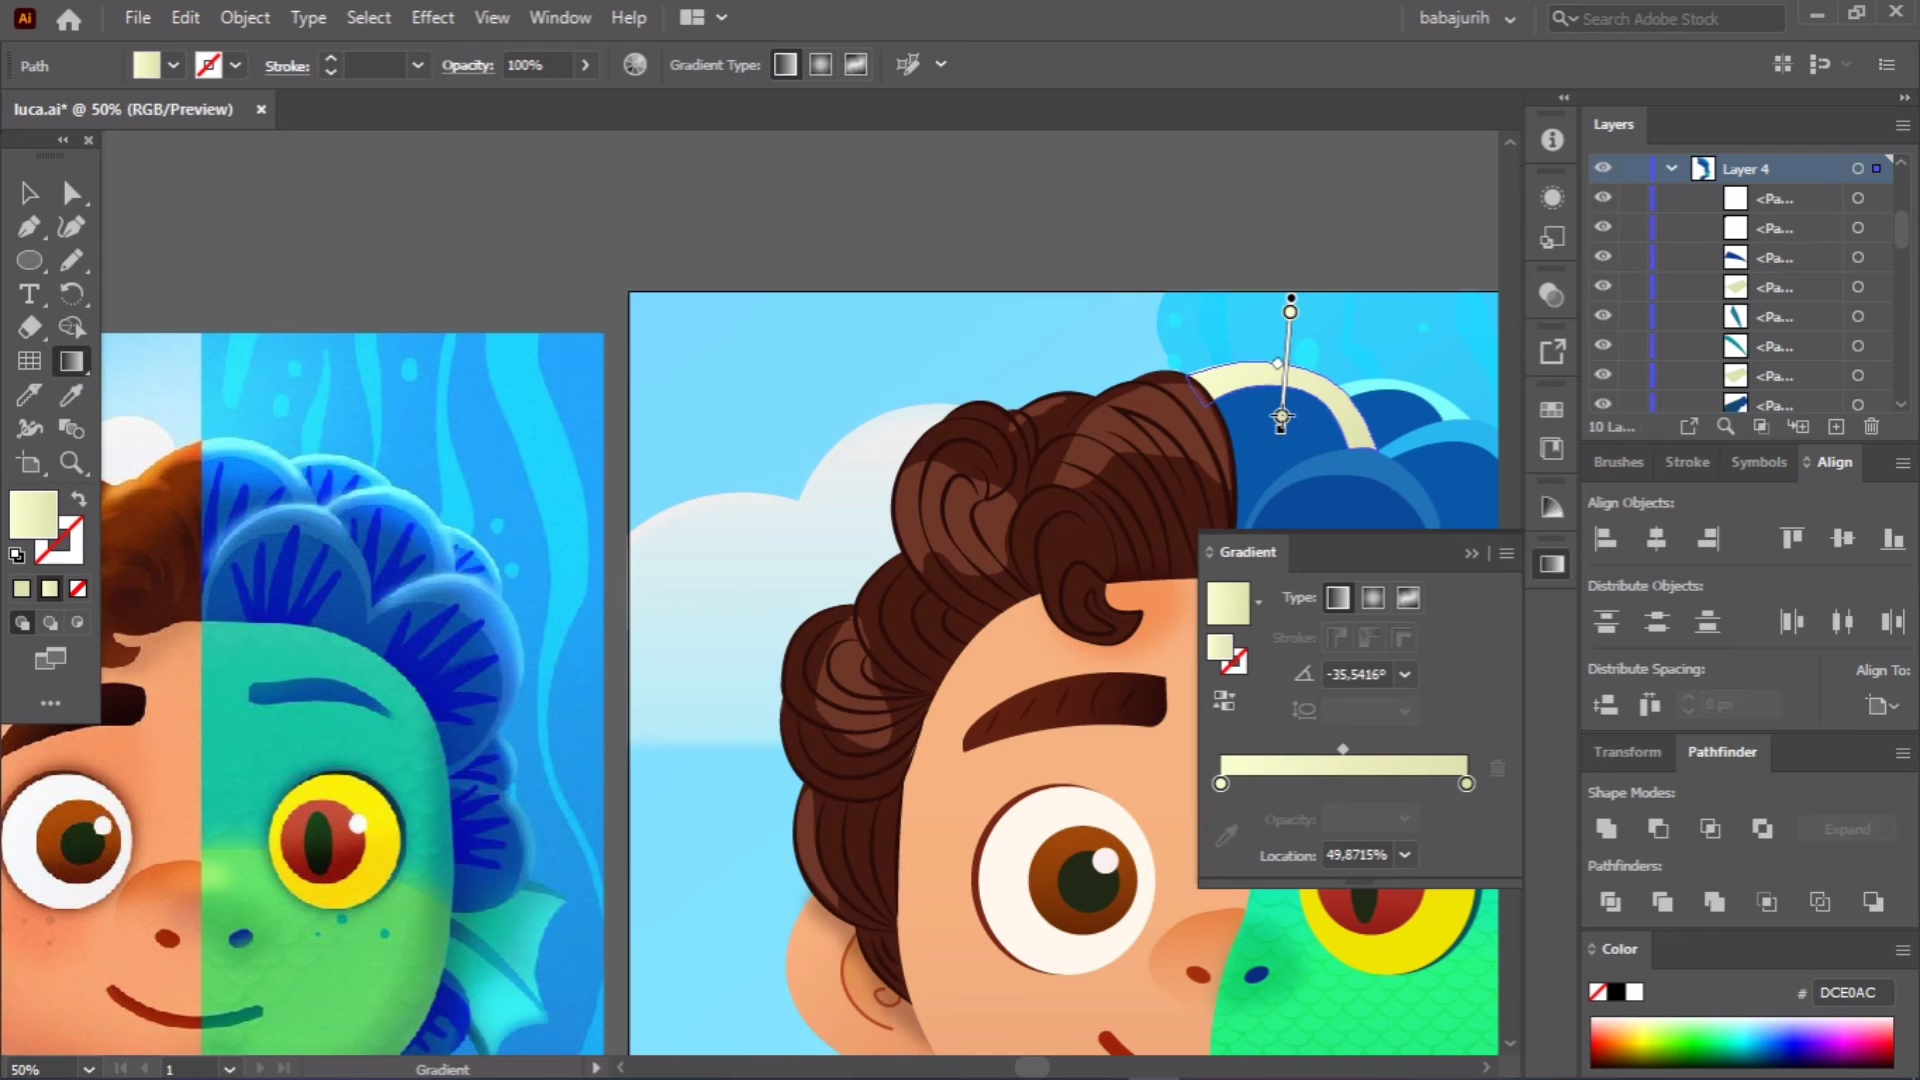 Ai File Edit Object Type Select Effect View Window Help babajurih Search Adobe Stock
Path Stroke: Opacity: 100% Gradient Type:
luca.ai* @ 50% (RGB/Preview)
Layers
Layer 4
<Pa...
<Pa...
<Pa...
<Pa...
<Pa...
<Pa...
<Pa...
<Pa...
10 La...
Brushes Stroke Symbols Align
Align Objects:
Distribute Objects:
Distribute Spacing: Align To:
0 px
Transform Pathfinder
Shape Modes:
Expand
Pathfinders:
Color
# DCE0AC
Gradient
Type:
Stroke:
-35,5416°
Opacity:
Location: 49,8715%
50% 1 Gradient